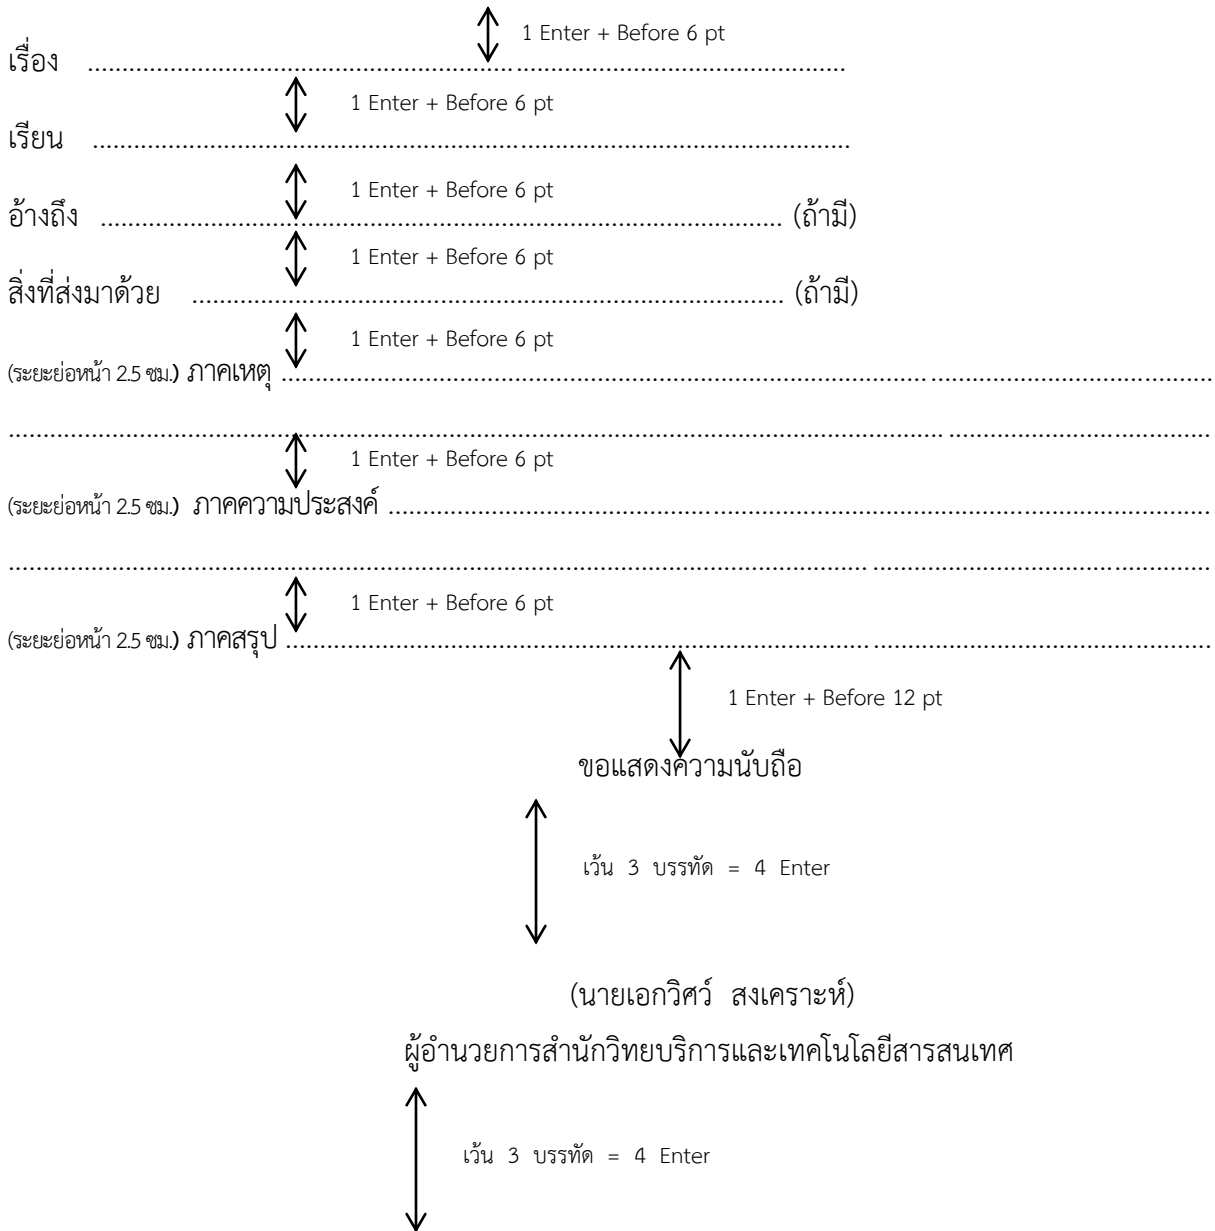 1 Enter + Before 6 pt
เรื่อง ................................................................................................................
1 Enter + Before 6 pt
เรียน ................................................................................................................
1 Enter + Before 6 pt
อ้างถึง .................................................................................................... (ถ้ามี)
1 Enter + Before 6 pt
สิ่งที่ส่งมาด้วย ....................................................................................... (ถ้ามี)
1 Enter + Before 6 pt
(ระยะย่อหน้า 2.5 ซม.) ภาคเหตุ ........................................................................................................................................
................................................................................................................................................................................
1 Enter + Before 6 pt
(ระยะย่อหน้า 2.5 ซม.) ภาคความประสงค์ ........................................................................................................................
................................................................................................................................................................................
1 Enter + Before 6 pt
(ระยะย่อหน้า 2.5 ซม.) ภาคสรุป ........................................................................................................................................
1 Enter + Before 12 pt
ขอแสดงความนับถือ
เว้น 3 บรรทัด = 4 Enter
(นายเอกวิศว์ สงเคราะห์)
ผู้อำนวยการสำนักวิทยบริการและเทคโนโลยีสารสนเทศ
เว้น 3 บรรทัด = 4 Enter